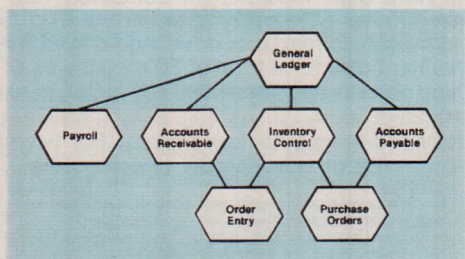 General
Ledger
Payroll
Accounts
Receivable
Inventory
Control
Accounts
Payable
Order
Entry
Purchase
Orders